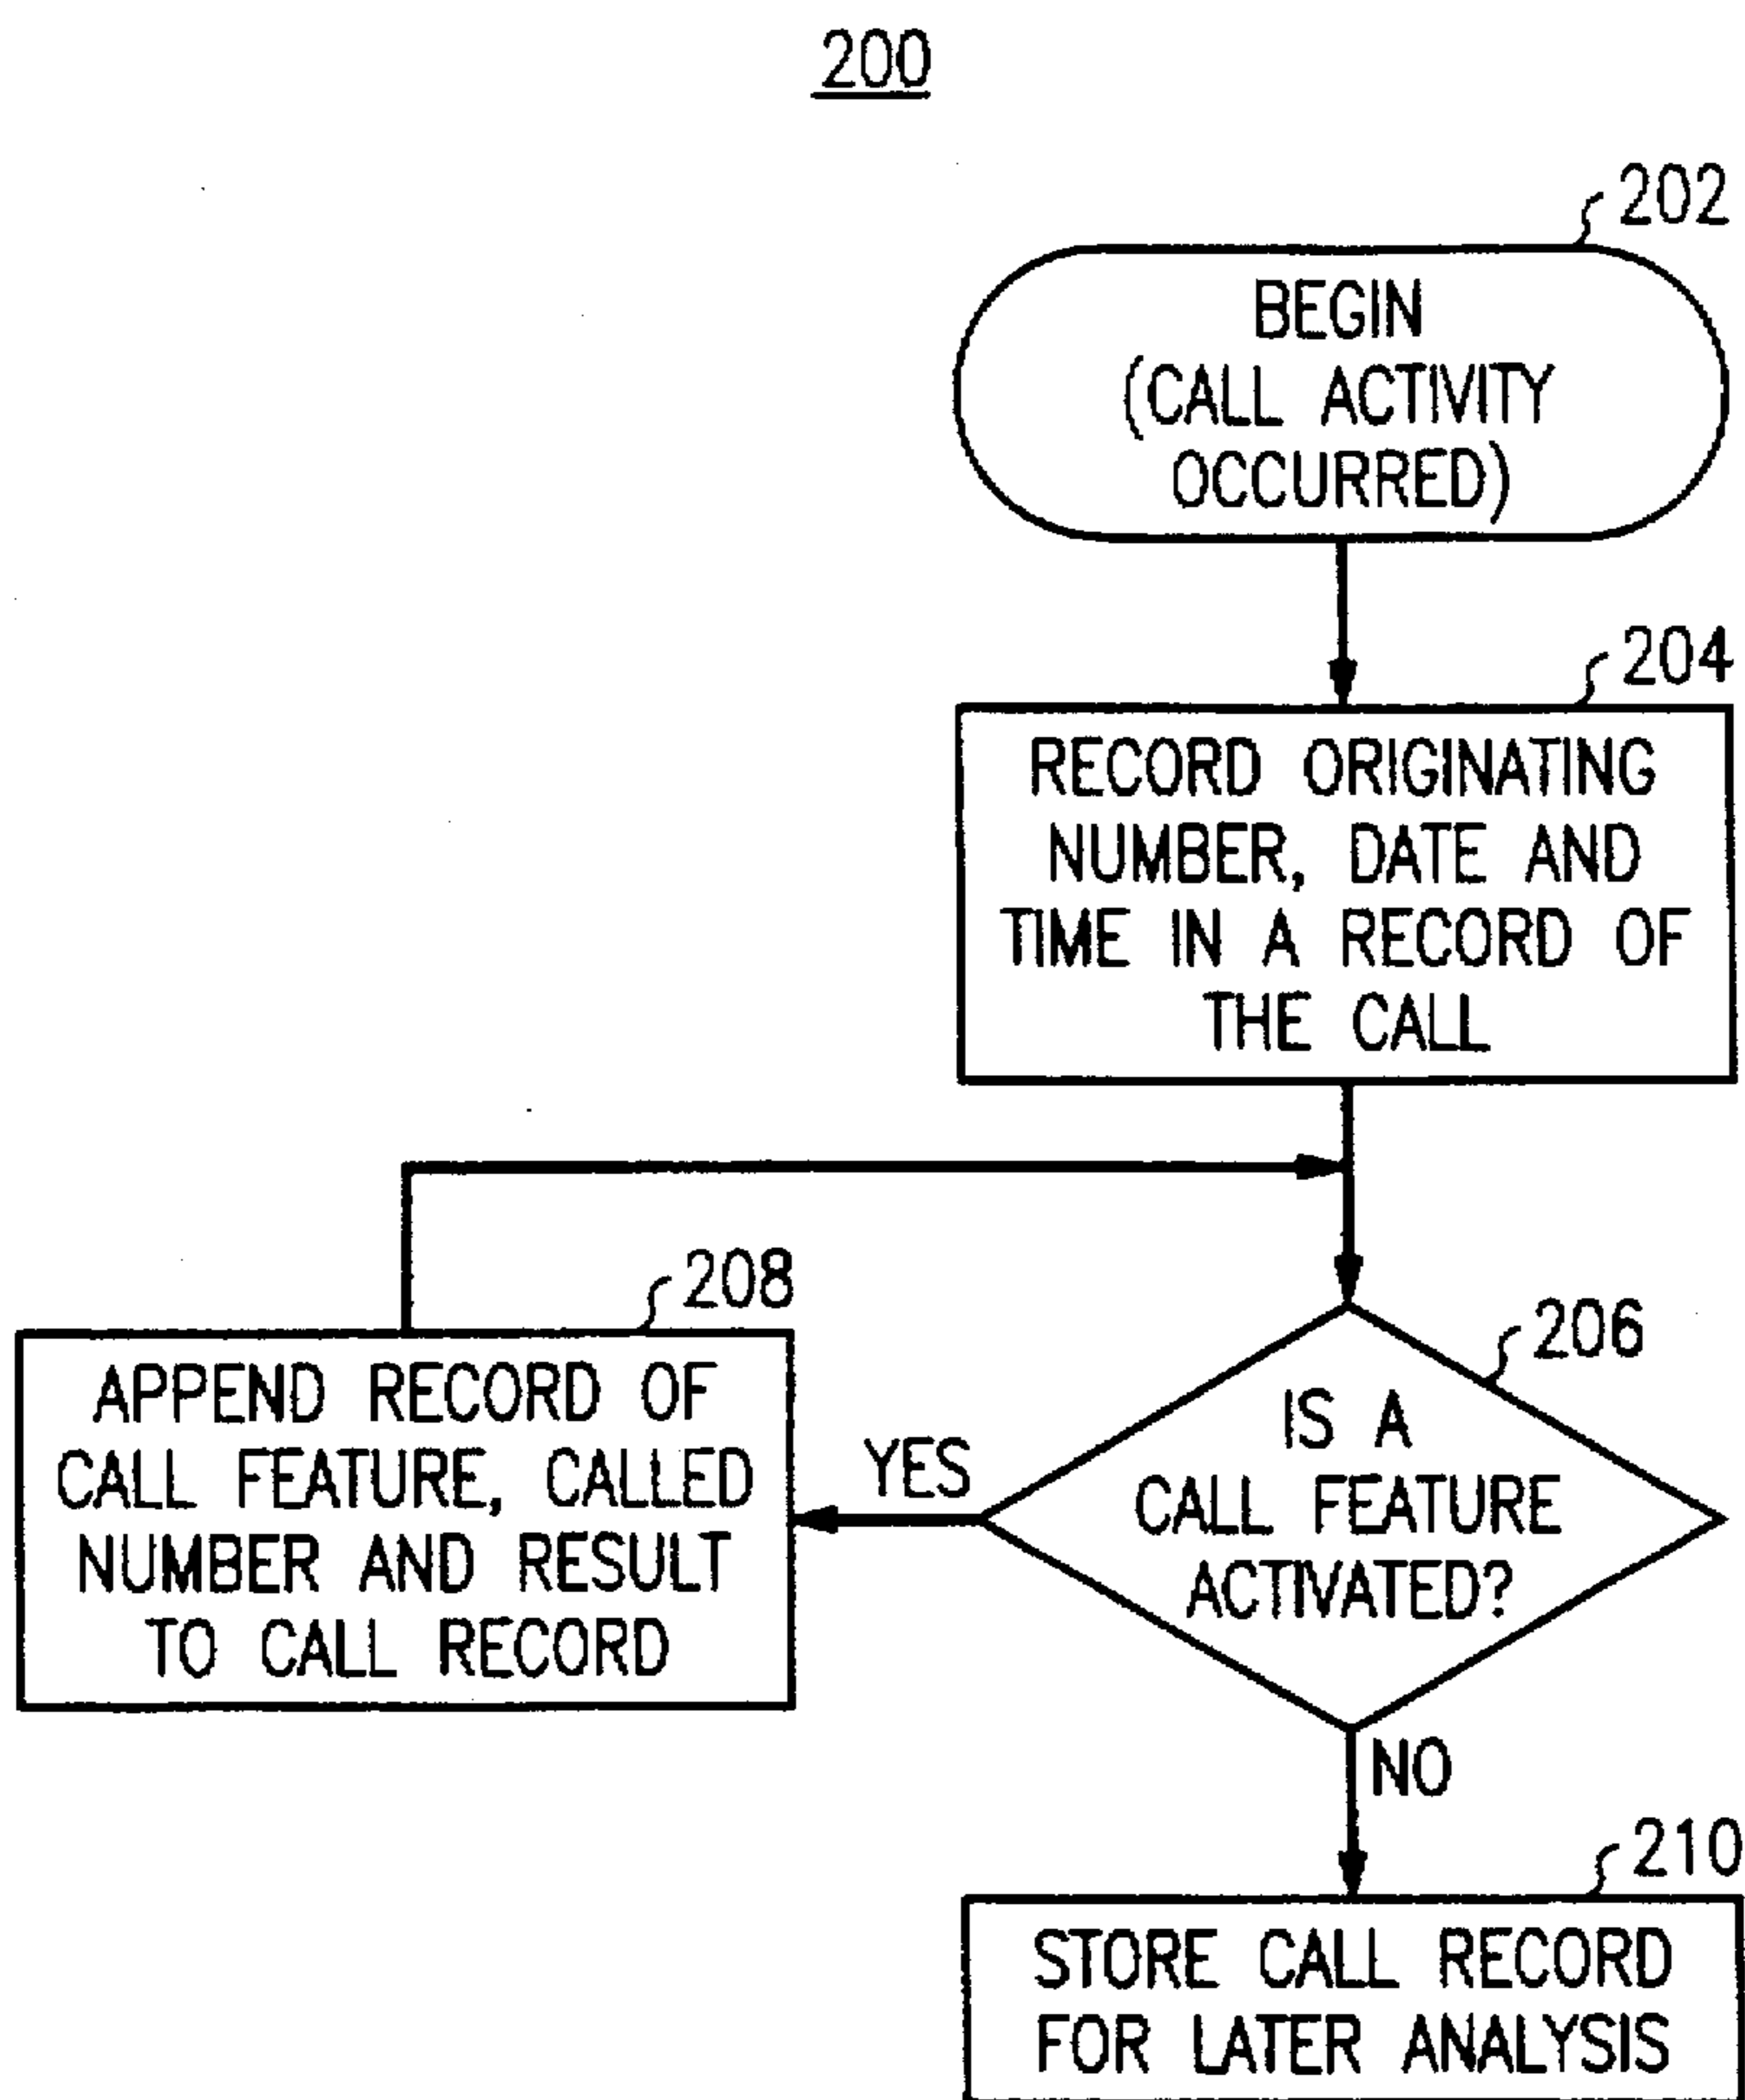 200
202
BEGIN
(CALL ACTIVITY
OCCURRED)
204
RECORD ORIGINATING
NUMBER, DATE AND
TIME IN A RECORD OF
THE CALL
208
APPEND RECORD OF
CALL FEATURE, CALLED
NUMBER AND RESULT
TO CALL RECORD
YES
206
IS A
CALL FEATURE
ACTIVATED?
NO
210
STORE CALL RECORD
FOR LATER ANALYSIS